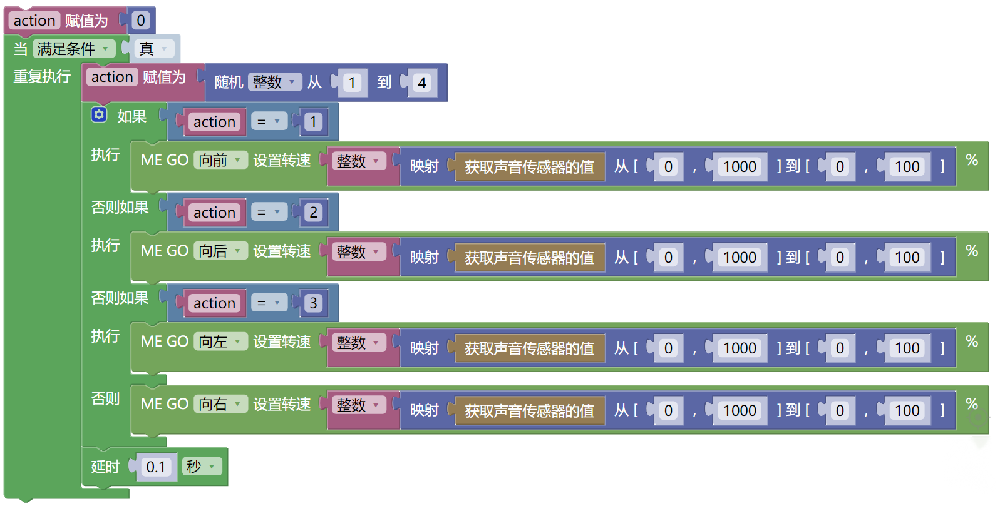 action 赋值为 0
当 满足条件 真
重复执行 action 赋值为 随机 整数 从 1 到 4
如果 action = 1
执行 ME GO 向前 设置转速 整数 映射 获取声音传感器的值 从 [ 0 , 1000 ] 到 [ 0 , 100 ] %
否则如果 action = 2
执行 ME GO 向后 设置转速 整数 映射 获取声音传感器的值 从 [ 0 , 1000 ] 到 [ 0 , 100 ] %
否则如果 action = 3
执行 ME GO 向左 设置转速 整数 映射 获取声音传感器的值 从 [ 0 , 1000 ] 到 [ 0 , 100 ] %
否则 ME GO 向右 设置转速 整数 映射 获取声音传感器的值 从 [ 0 , 1000 ] 到 [ 0 , 100 ] %
延时 0.1 秒